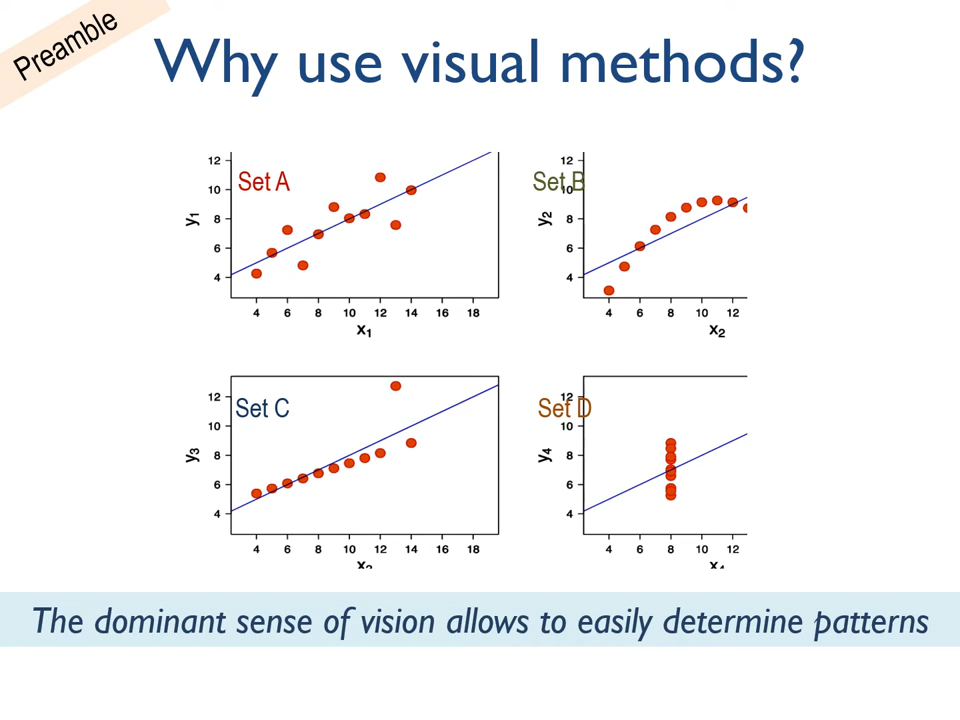 Preamble
Why use visual methods?
Set A
12
10
8
6
4
y1
4 6 8 10 12 14 16 18
x1
Set B
12
10
8
6
4
y2
4 6 8 10 12
x2
Set C
12
10
8
6
4
y3
4 6 8 10 12 14 16 18
x3
Set D
12
10
8
6
4
y4
4 6 8 10 12
x4
The dominant sense of vision allows to easily determine patterns